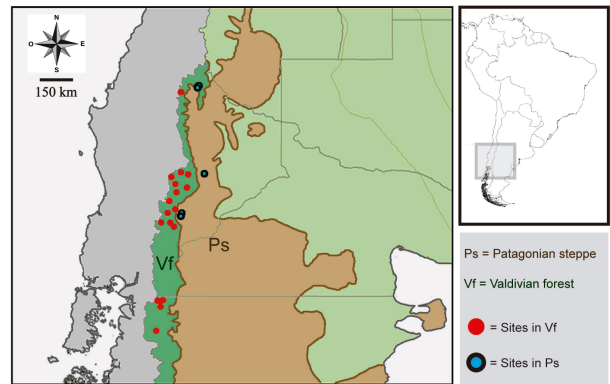 N
W E
S
150 km
Vf
Ps
Ps = Patagonian steppe
Vf = Valdivian forest
= Sites in Vf
= Sites in Ps